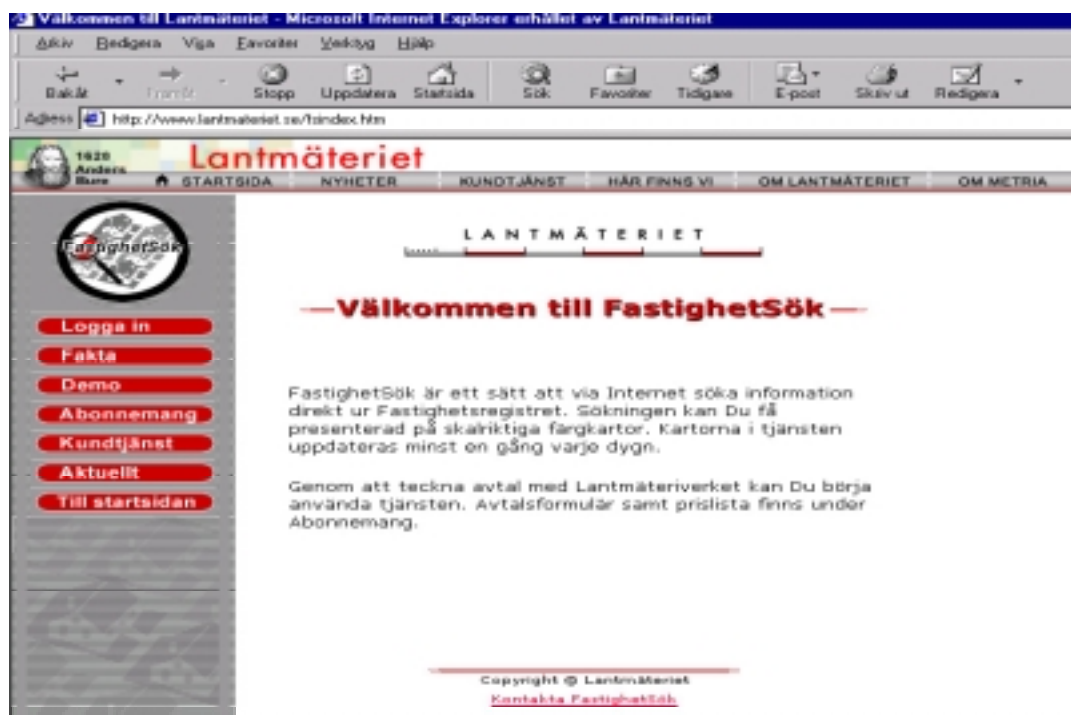 Välkommen till Lantmäteriet - Microsoft Internet Explorer erhållet av Lantmäteriet
Arkiv Redigera Visa Favoriter Verktyg Hjälp
Bakåt Framåt Stopp Uppdatera Startsida Sök Favoriter Tidigare E-post Skriv ut Redigera
Adress http://www.lantmateriet.se/fsindex.htm
1628
Anders
Bure
Lantmäteriet
STARTSIDA NYHETER KUNDTJÄNST HÄR FINNS VI OM LANTMÄTERIET OM METRIA
FastighetSök
LANTMÄTERIET
Välkommen till FastighetSök
Logga in
Fakta
Demo
Abonnemang
Kundtjänst
Aktuellt
Till startsidan
FastighetSök är ett sätt att via Internet söka information
direkt ur Fastighetsregistret. Sökningen kan Du få
presenterad på skalriktiga färgkartor. Kartorna i tjänsten
uppdateras minst en gång varje dygn.
Genom att teckna avtal med Lantmäteriverket kan Du börja
använda tjänsten. Avtalsformulär samt prislista finns under
Abonnemang.
Copyright © Lantmäteriet
Kontakta FastighetSök